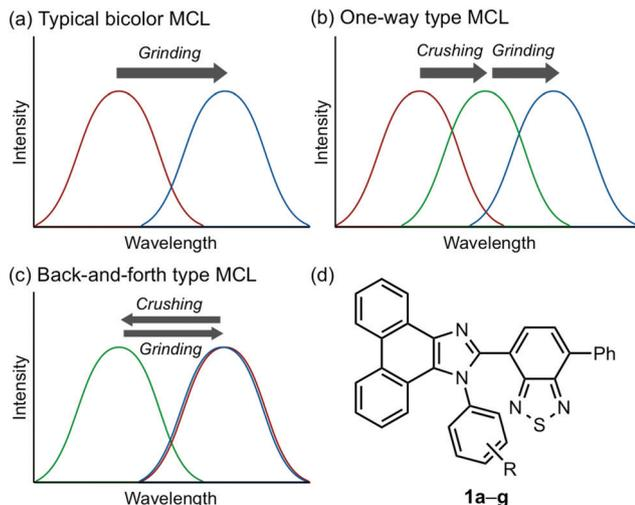 (a) Typical bicolor MCL
Grinding
Intensity
Wavelength
(b) One-way type MCL
Crushing Grinding
Intensity
Wavelength
(c) Back-and-forth type MCL
Crushing
Grinding
Intensity
Wavelength
(d)
N
N
Ph
N
S
N
R
1a–g